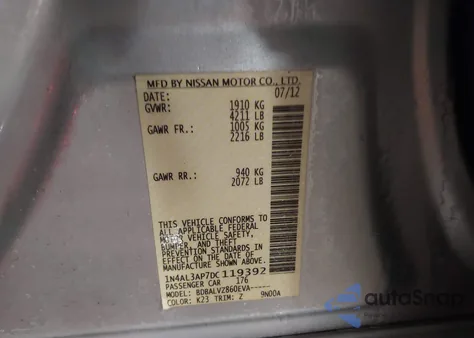 MFD BY NISSAN MOTOR CO., LTD.
DATE: 07/12
GVWR: 1910 KG
4211 LB
GAWR FR.: 1005 KG
2216 LB
GAWR RR.: 940 KG
2072 LB
THIS VEHICLE CONFORMS TO
ALL APPLICABLE FEDERAL
MOTOR VEHICLE SAFETY,
BUMPER, AND THEFT
PREVENTION STANDARDS IN
EFFECT ON THE DATE OF
MANUFACTURE SHOWN ABOVE.
1N4AL3AP7DC119392
PASSENGER CAR 176
MODEL: BDBALVZ860EVA-----
COLOR: K23 TRIM: Z 9N00A
autoSnap